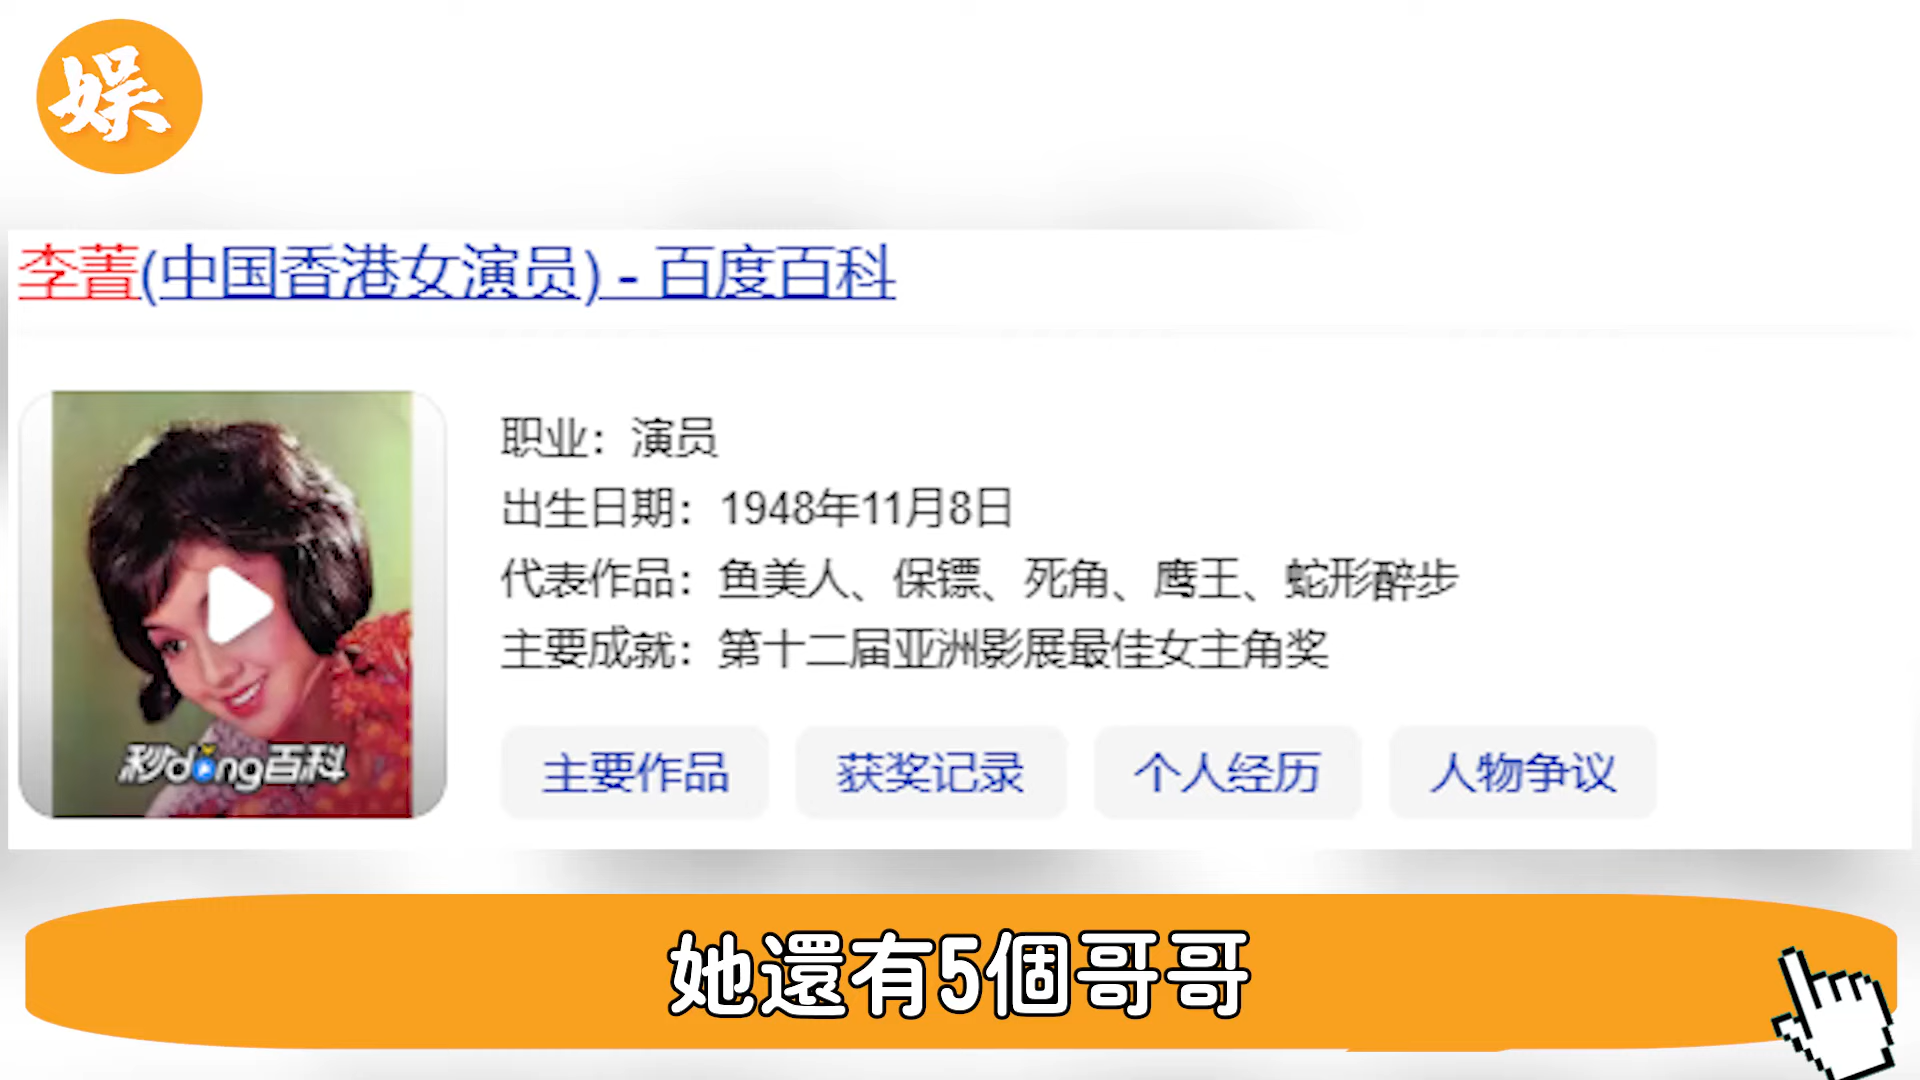 娱
李菁(中国香港女演员) - 百度百科
职业：演员
出生日期：1948年11月8日
代表作品：鱼美人、保镖、死角、鹰王、蛇形醉步
主要成就：第十二届亚洲影展最佳女主角奖
秒dong百科
主要作品
获奖记录
个人经历
人物争议
她還有5個哥哥